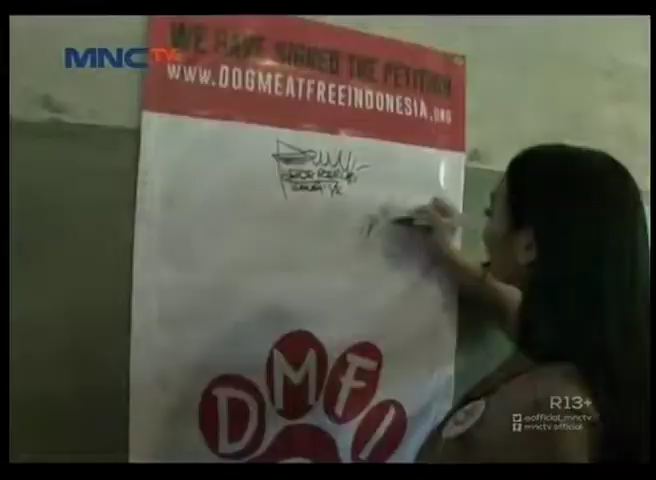 MNCTV
WE HAVE SIGNED THE PETITION
WWW.DOGMEATFREEINDONESIA.ORG
DMFI
R13+
@official_mnctv
mnctv official